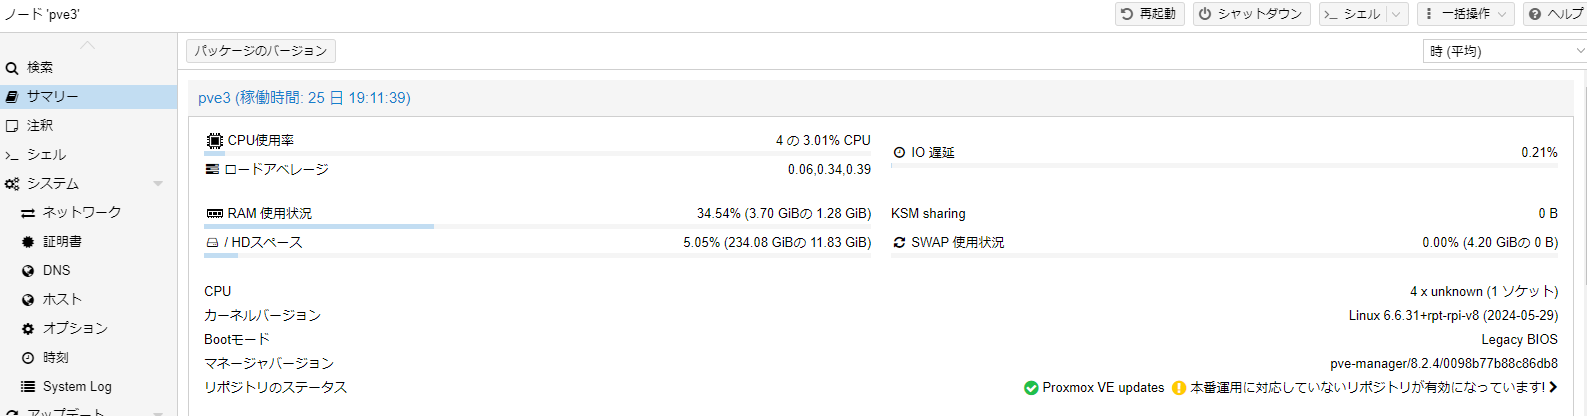 ノード 'pve3'
再起動
シャットダウン
シェル
一括操作
ヘルプ
検索
サマリー
注釈
シェル
システム
ネットワーク
証明書
DNS
ホスト
オプション
時刻
System Log
アップデート
パッケージのバージョン
時 (平均)
pve3 (稼働時間: 25 日 19:11:39)
CPU使用率 4 の 3.01% CPU
IO 遅延 0.21%
ロードアベレージ 0.06,0.34,0.39
RAM 使用状況 34.54% (3.70 GiBの 1.28 GiB)
KSM sharing 0 B
/ HDスペース 5.05% (234.08 GiBの 11.83 GiB)
SWAP 使用状況 0.00% (4.20 GiBの 0 B)
CPU 4 x unknown (1 ソケット)
カーネルバージョン Linux 6.6.31+rpt-rpi-v8 (2024-05-29)
Bootモード Legacy BIOS
マネージャバージョン pve-manager/8.2.4/0098b77b88c86db8
リポジトリのステータス Proxmox VE updates 本番運用に対応していないリポジトリが有効になっています!